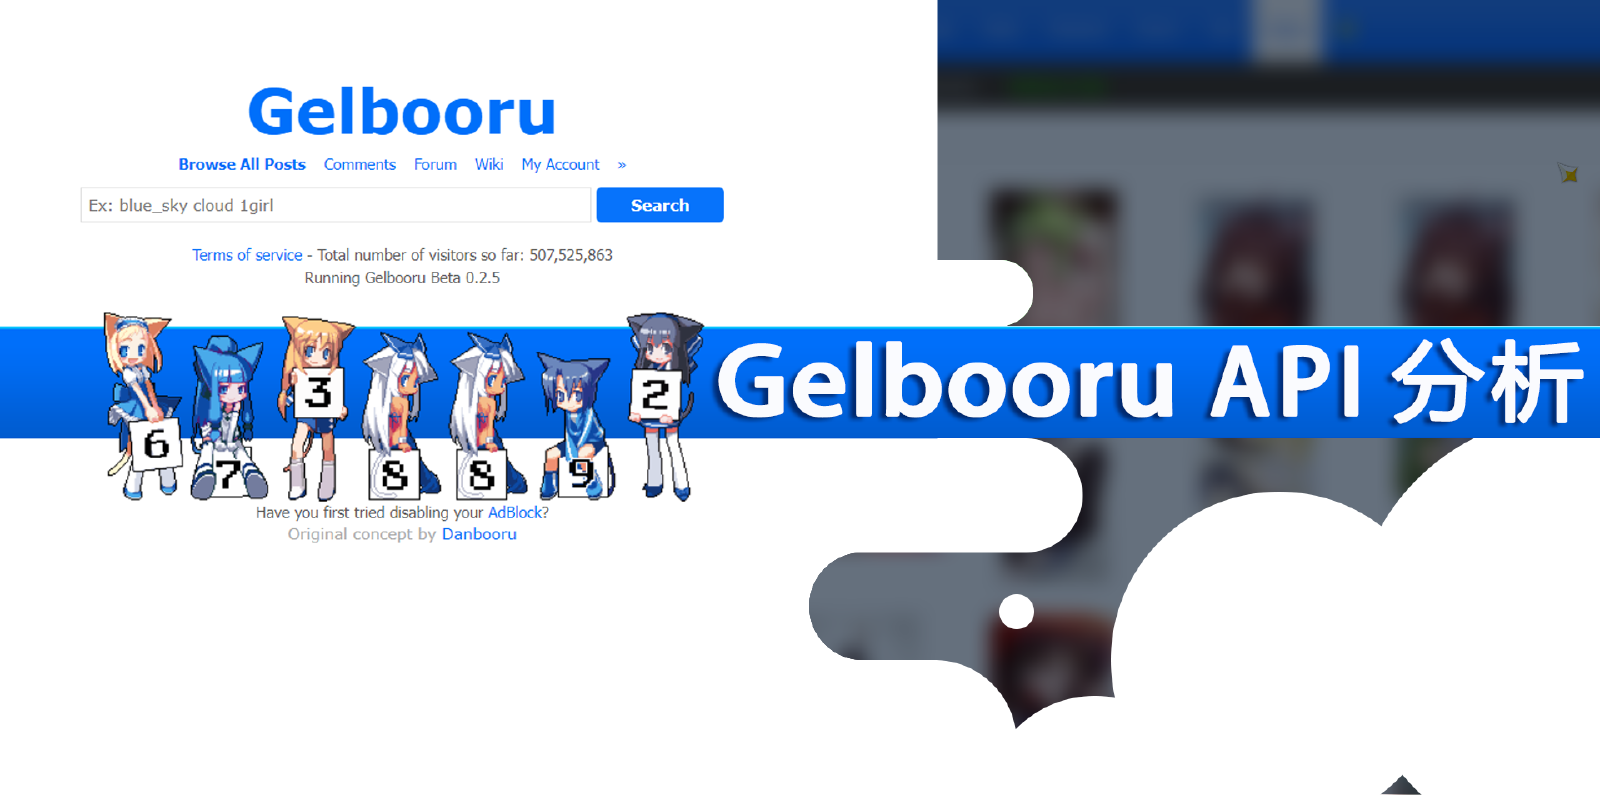 Gelbooru
Browse All Posts Comments Forum Wiki My Account »
Ex: blue_sky cloud 1girl Search
Terms of service - Total number of visitors so far: 507,525,863
Running Gelbooru Beta 0.2.5
6 7 3 8 8 9 2
Gelbooru API 分析
Have you first tried disabling your AdBlock?
Original concept by Danbooru